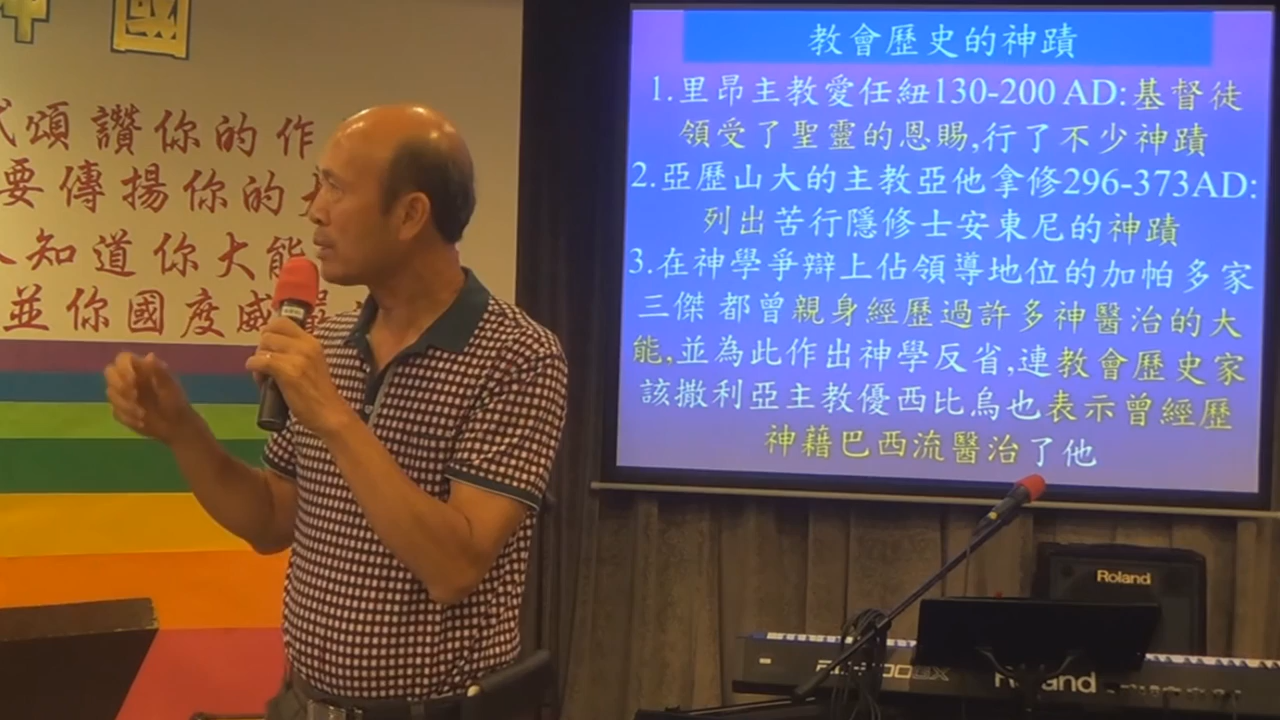 神國
代頌讚你的作
要傳揚你的大
人知道你大能
並你國度威嚴
教會歷史的神蹟
1.里昂主教愛任紐130-200 AD:基督徒
領受了聖靈的恩賜,行了不少神蹟
2.亞歷山大的主教亞他拿修296-373AD:
列出苦行隱修士安東尼的神蹟
3.在神學爭辯上佔領導地位的加帕多家
三傑 都曾親身經歷過許多神醫治的大
能,並為此作出神學反省,連教會歷史家
該撒利亞主教優西比烏也表示曾經歷
神藉巴西流醫治了他
Roland
Roland